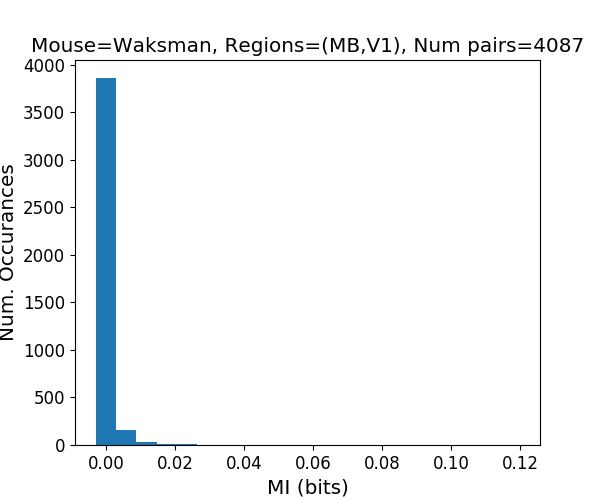 Mouse=Waksman, Regions=(MB,V1), Num pairs=4087
4000
3500
3000
2500
2000
1500
1000
500
0
Num. Occurances
0.00 0.02 0.04 0.06 0.08 0.10 0.12
MI (bits)